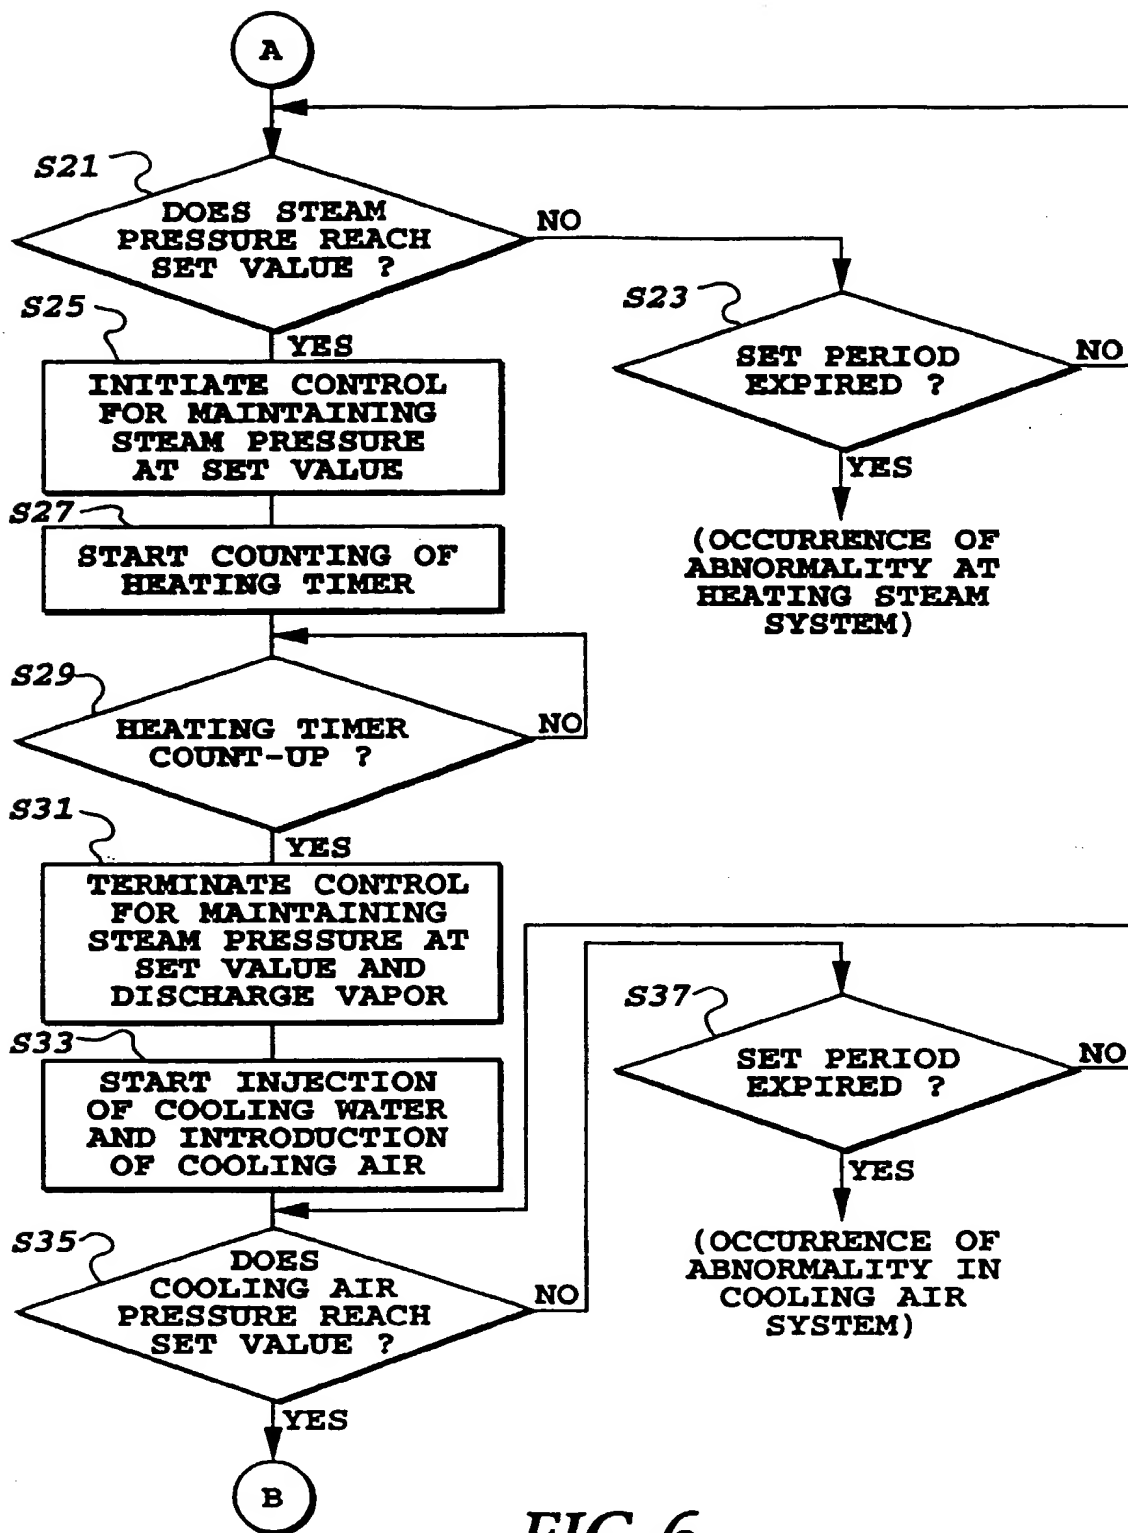 A
S21
DOES STEAM
PRESSURE REACH
SET VALUE ?
NO
S23
SET PERIOD
EXPIRED ?
NO
YES
(OCCURRENCE OF
ABNORMALITY AT
HEATING STEAM
SYSTEM)
YES
S25
INITIATE CONTROL
FOR MAINTAINING
STEAM PRESSURE
AT SET VALUE
S27
START COUNTING OF
HEATING TIMER
S29
HEATING TIMER
COUNT-UP ?
NO
YES
S31
TERMINATE CONTROL
FOR MAINTAINING
STEAM PRESSURE AT
SET VALUE AND
DISCHARGE VAPOR
S33
START INJECTION
OF COOLING WATER
AND INTRODUCTION
OF COOLING AIR
S35
DOES
COOLING AIR
PRESSURE REACH
SET VALUE ?
NO
S37
SET PERIOD
EXPIRED ?
NO
YES
(OCCURRENCE OF
ABNORMALITY IN
COOLING AIR
SYSTEM)
YES
B
FIG. 6